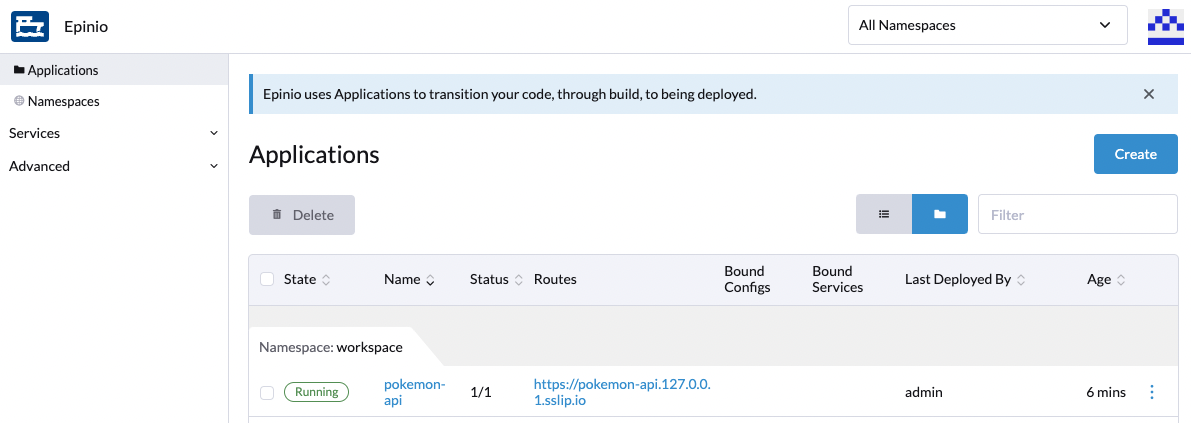 Epinio
All Namespaces
Applications
Namespaces
Services
Advanced
Epinio uses Applications to transition your code, through build, to being deployed.
Applications
Create
Delete
Filter
State
Name
Status
Routes
Bound
Configs
Bound
Services
Last Deployed By
Age
Namespace: workspace
Running
pokemon-
api
1/1
https://pokemon-api.127.0.0.
1.sslip.io
admin
6 mins